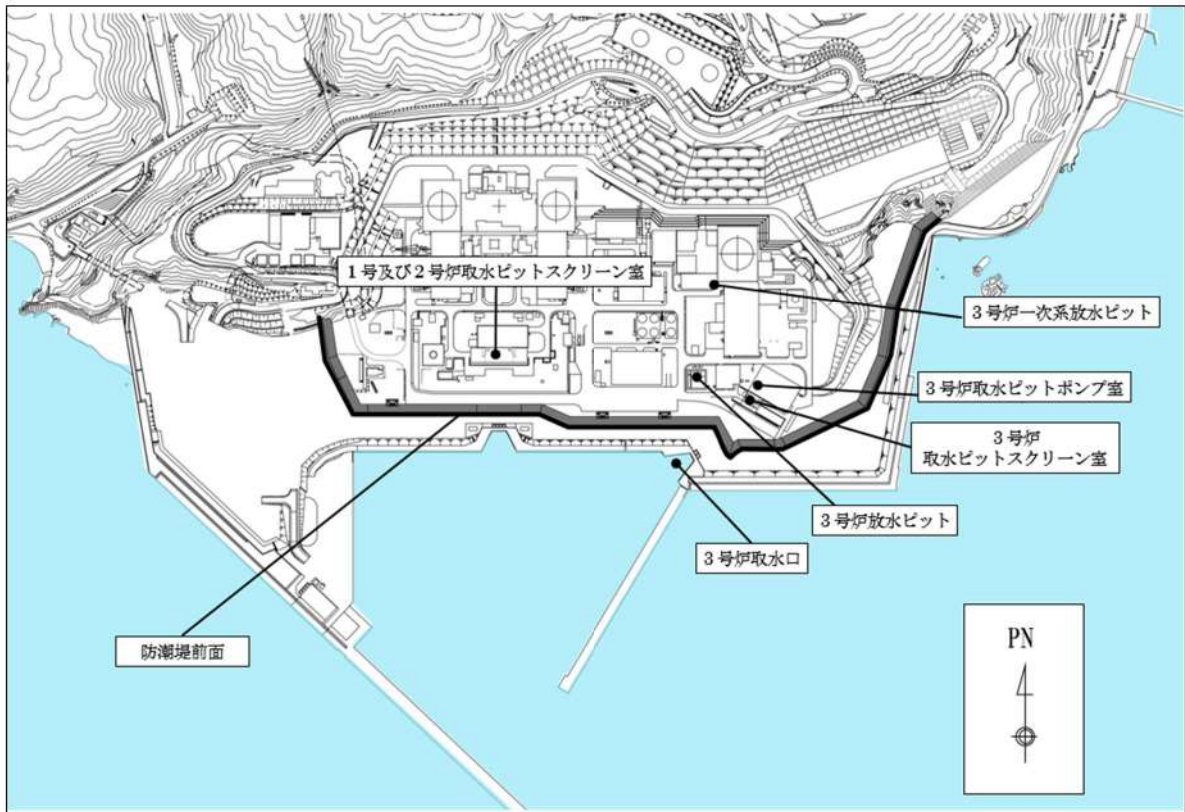 1号及び2号炉取水ピットスクリーン室
3号炉一次系放水ピット
3号炉取水ピットポンプ室
3号炉
取水ピットスクリーン室
3号炉放水ピット
3号炉取水口
防潮堤前面
PN